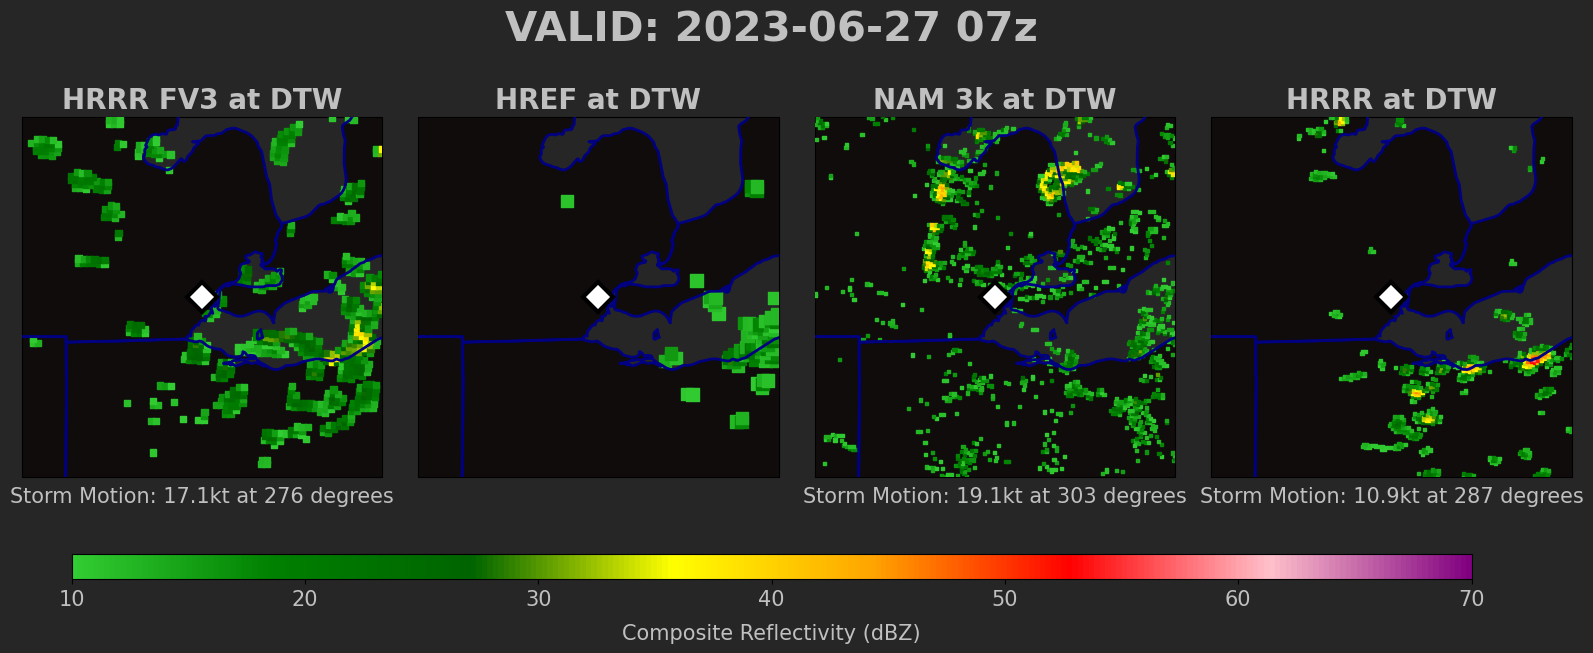 VALID: 2023-06-27 07z
HRRR FV3 at DTW
HREF at DTW
NAM 3k at DTW
HRRR at DTW
Storm Motion: 17.1kt at 276 degrees
Storm Motion: 19.1kt at 303 degrees
Storm Motion: 10.9kt at 287 degrees
10 20 30 40 50 60 70
Composite Reflectivity (dBZ)